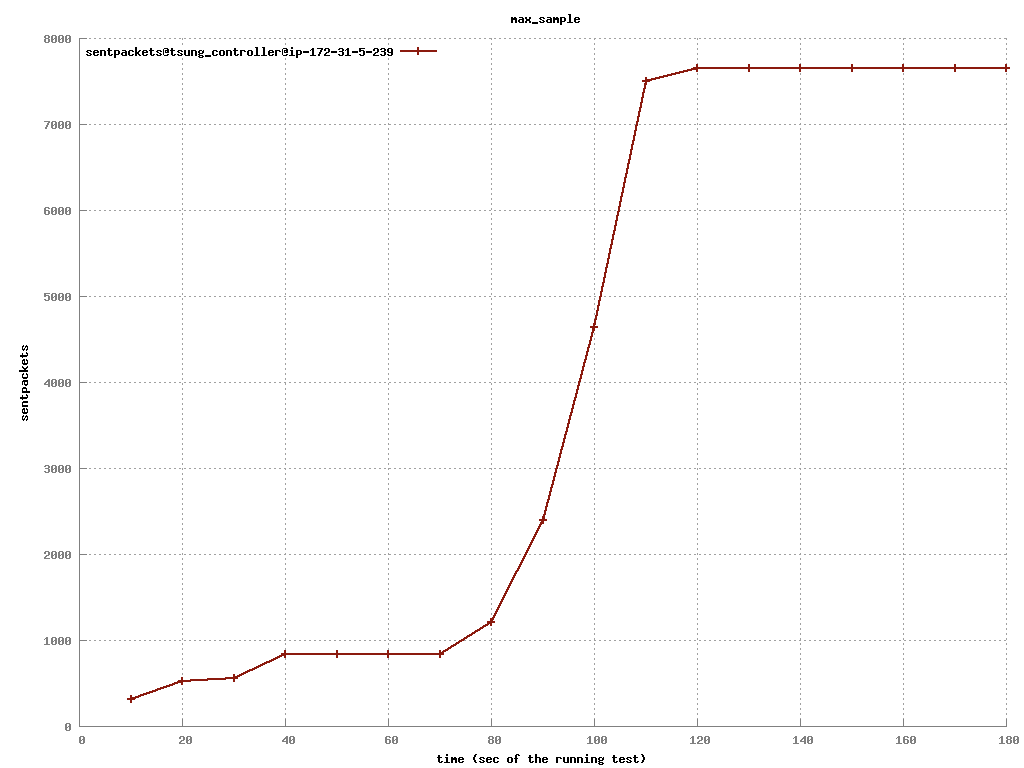 max_sample
sentpackets@tsung_controller@ip-172-31-5-239
8000
7000
6000
5000
4000
3000
2000
1000
0
sentpackets
0 20 40 60 80 100 120 140 160 180
time (sec of the running test)